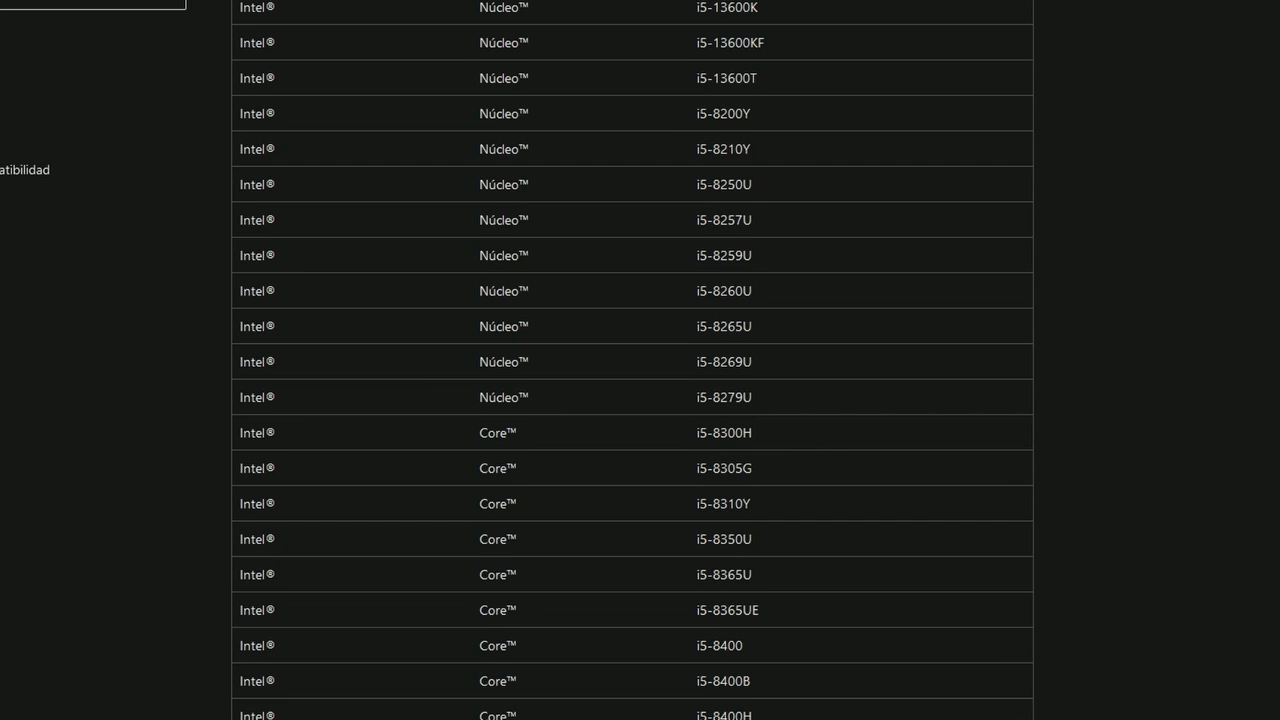 Intel® Núcleo™ i5-13600K
Intel® Núcleo™ i5-13600KF
Intel® Núcleo™ i5-13600T
Intel® Núcleo™ i5-8200Y
Intel® Núcleo™ i5-8210Y
atibilidad
Intel® Núcleo™ i5-8250U
Intel® Núcleo™ i5-8257U
Intel® Núcleo™ i5-8259U
Intel® Núcleo™ i5-8260U
Intel® Núcleo™ i5-8265U
Intel® Núcleo™ i5-8269U
Intel® Núcleo™ i5-8279U
Intel® Core™ i5-8300H
Intel® Core™ i5-8305G
Intel® Core™ i5-8310Y
Intel® Core™ i5-8350U
Intel® Core™ i5-8365U
Intel® Core™ i5-8365UE
Intel® Core™ i5-8400
Intel® Core™ i5-8400B
Intel® Core™ i5-8400H